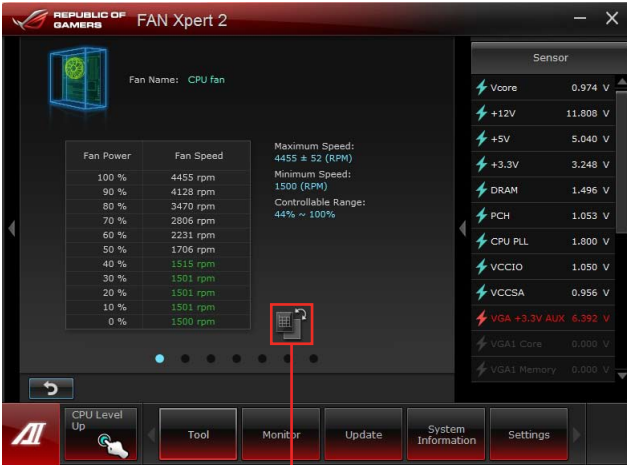 REPUBLIC OF
GAMERS
FAN Xpert 2
Fan Name: CPU fan
Fan Power Fan Speed
100 % 4455 rpm
90 % 4128 rpm
80 % 3470 rpm
70 % 2806 rpm
60 % 2231 rpm
50 % 1706 rpm
40 % 1515 rpm
30 % 1501 rpm
20 % 1501 rpm
10 % 1501 rpm
0 % 1500 rpm
Maximum Speed:
4455 ± 52 (RPM)
Minimum Speed:
1500 (RPM)
Controllable Range:
44% ~ 100%
Sensor
Vcore 0.974 V
+12V 11.808 V
+5V 5.040 V
+3.3V 3.248 V
DRAM 1.496 V
PCH 1.053 V
CPU PLL 1.800 V
VCCIO 1.050 V
VCCSA 0.956 V
VGA +3.3V AUX 6.392 V
VGA1 Core 0.000 V
VGA1 Memory 0.000 V
AI
CPU Level
Up
Tool
Monitor
Update
System
Information
Settings